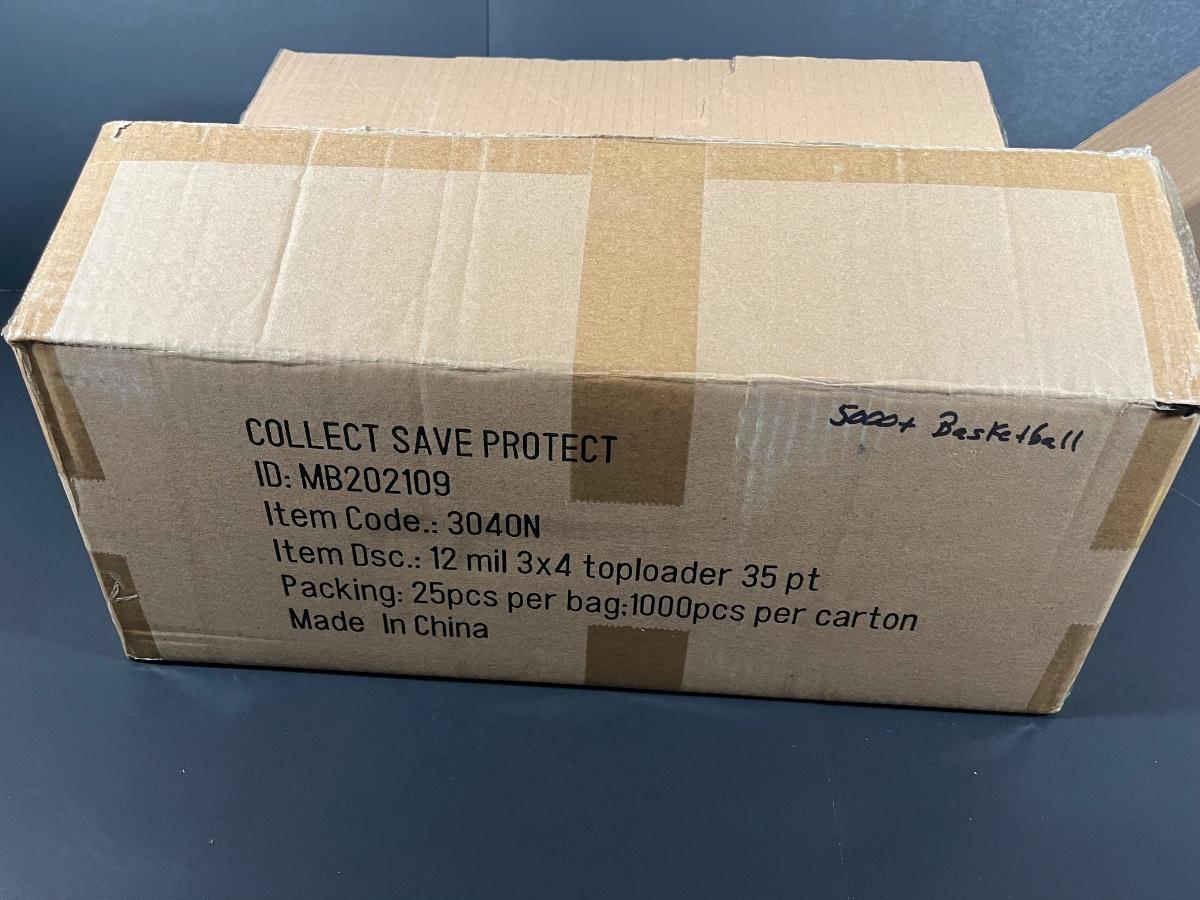 COLLECT SAVE PROTECT
5000+ Basketball
ID: MB202109
Item Code.: 3040N
Item Dsc.: 12 mil 3x4 toploader 35 pt
Packing: 25pcs per bag;1000pcs per carton
Made In China